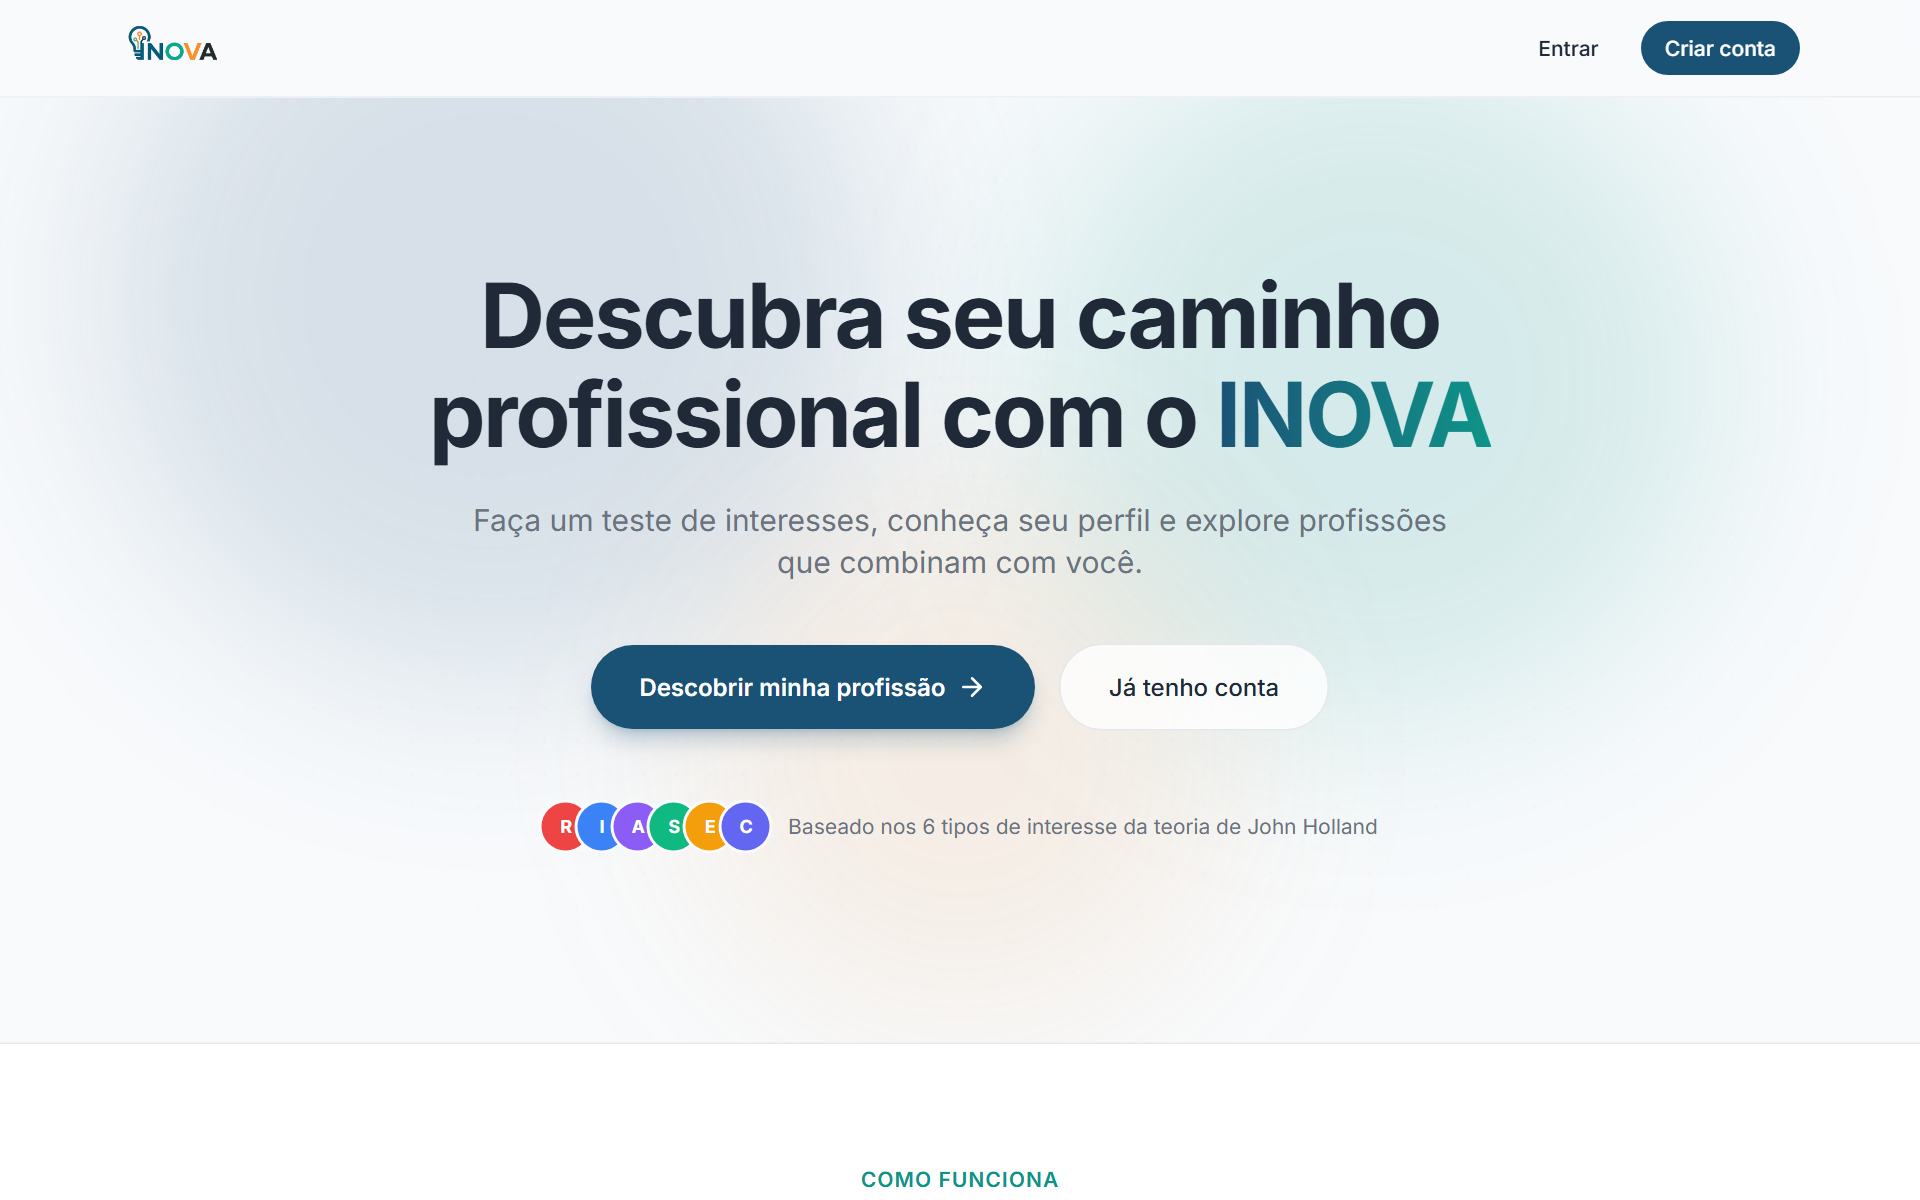 INOVA
Entrar
Criar conta
Descubra seu caminho
profissional com o INOVA
Faça um teste de interesses, conheça seu perfil e explore profissões
que combinam com você.
Descobrir minha profissão
Já tenho conta
R I A S E C
Baseado nos 6 tipos de interesse da teoria de John Holland
COMO FUNCIONA